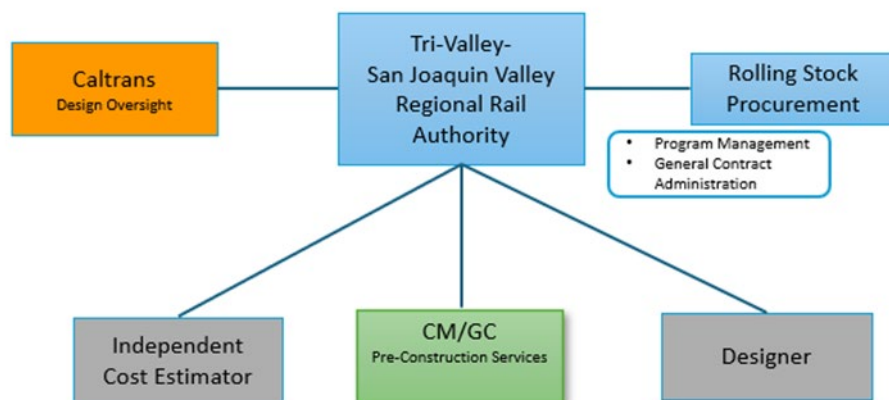 Caltrans
Design Oversight
Tri-Valley-
San Joaquin Valley
Regional Rail
Authority
Rolling Stock
Procurement
• Program Management
• General Contract
Administration
Independent
Cost Estimator
CM/GC
Pre-Construction Services
Designer